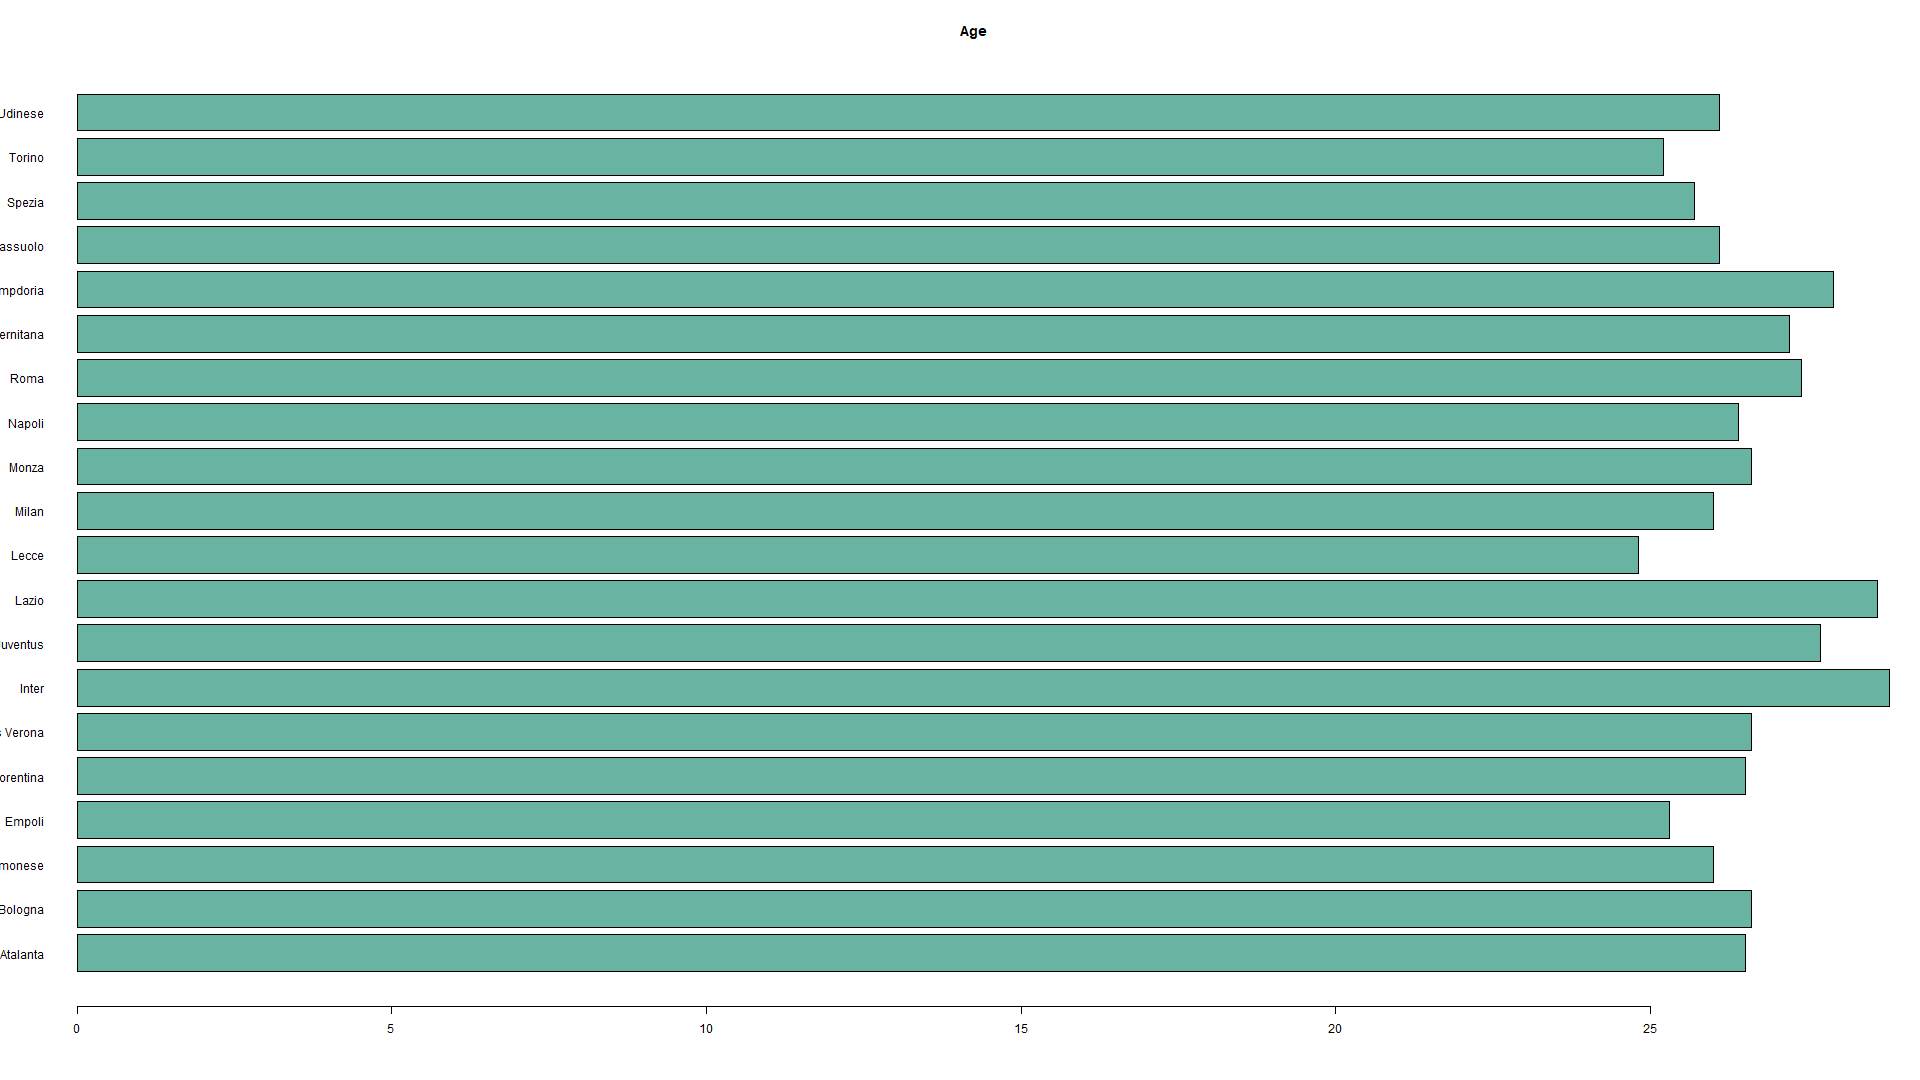 Age
Udinese
Torino
Spezia
assuolo
mpdoria
ernitana
Roma
Napoli
Monza
Milan
Lecce
Lazio
Juventus
Inter
s Verona
orentina
Empoli
monese
Bologna
Atalanta
0 5 10 15 20 25